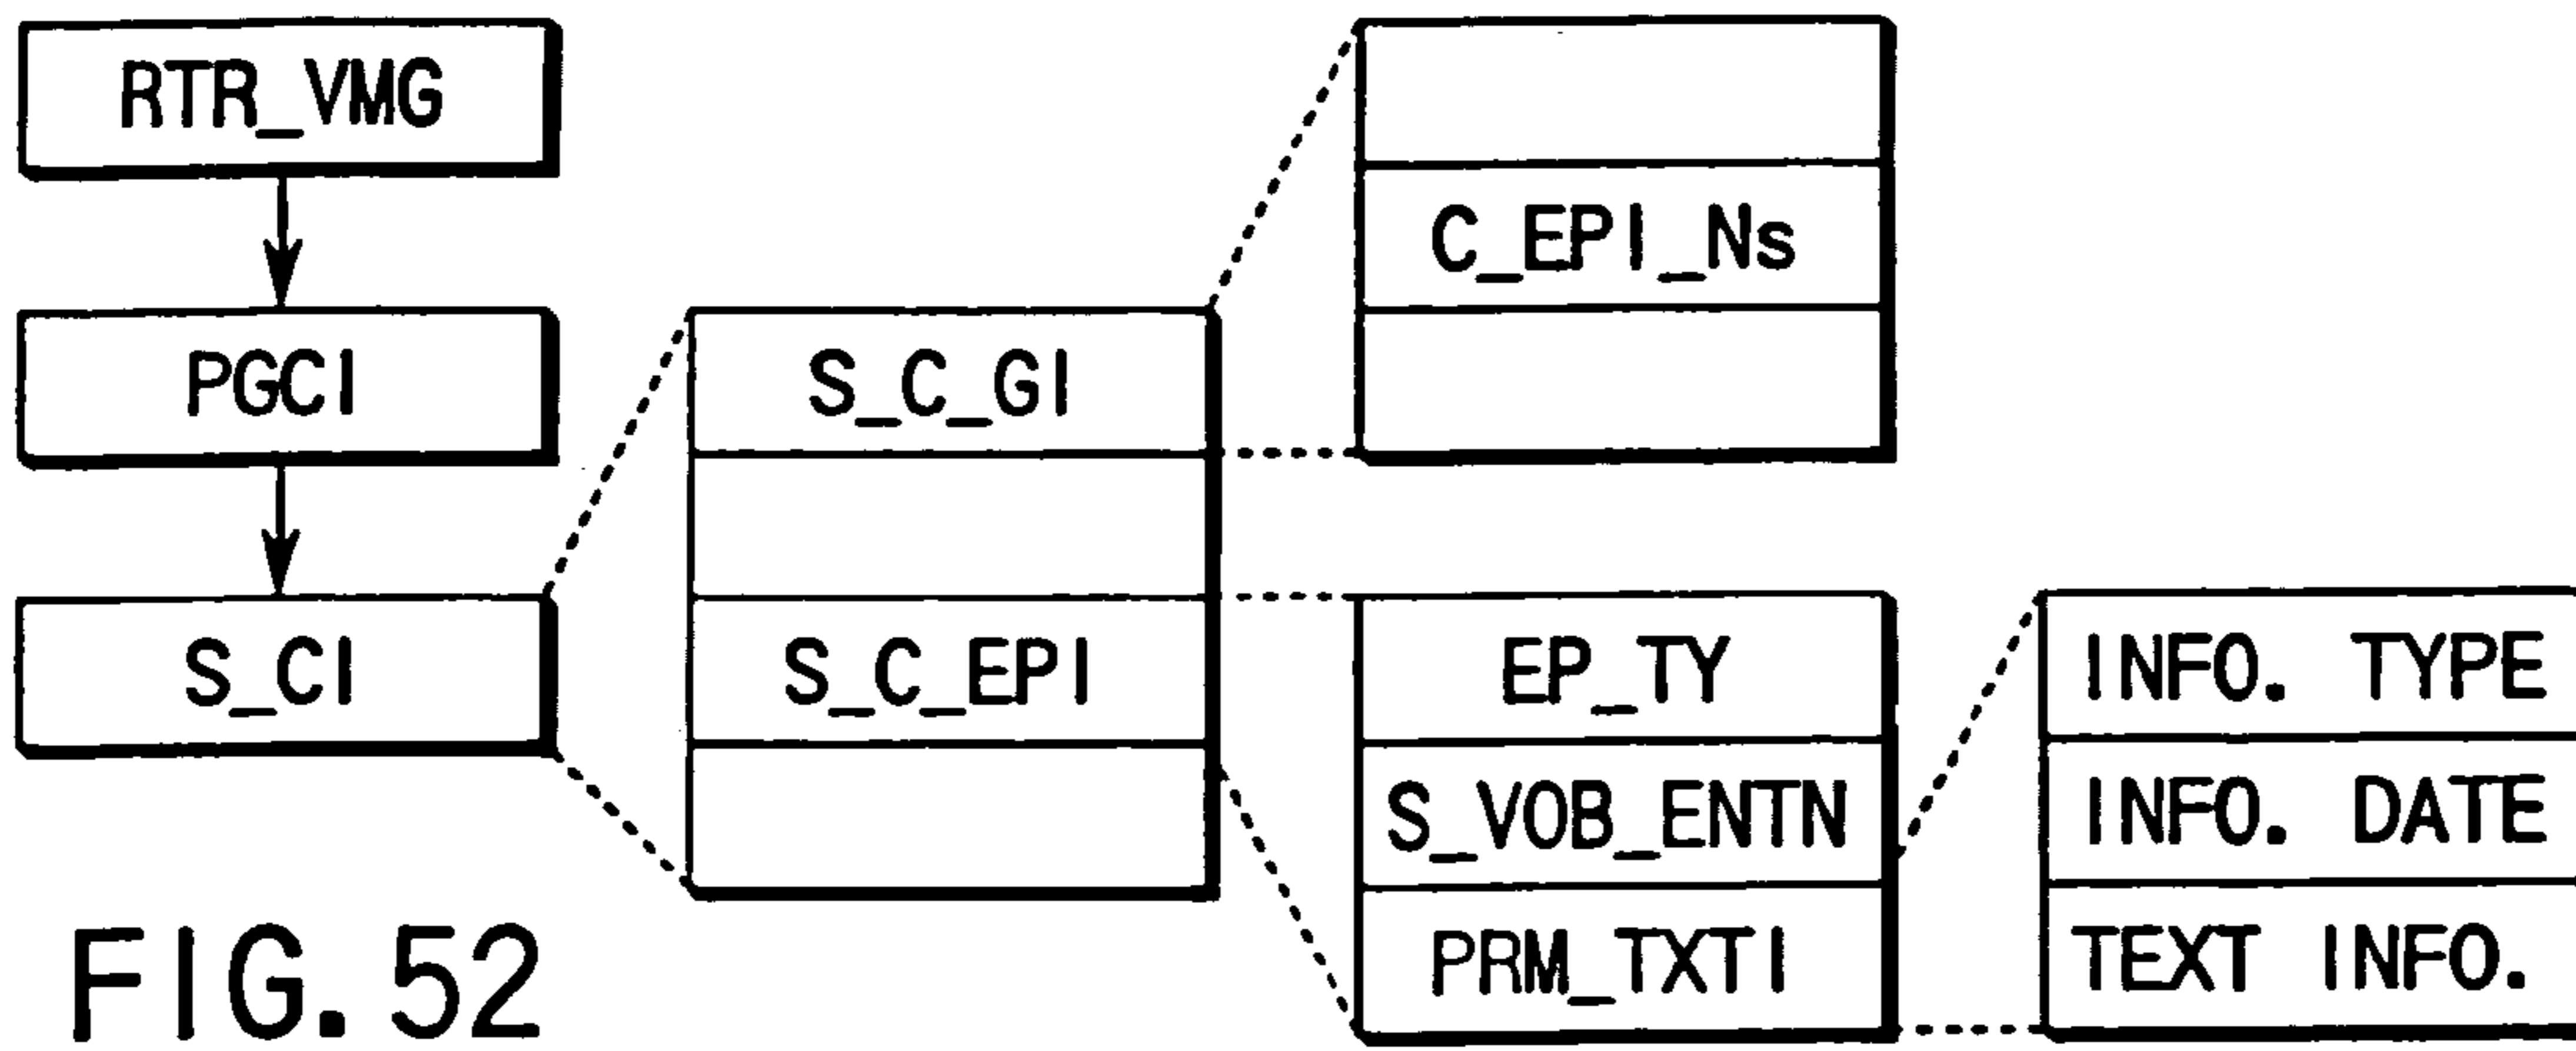 RTR_VMG
PGCI
S_CI
S_C_GI
S_C_EPI
C_EPI_Ns
EP_TY
S_VOB_ENTN
PRM_TXTI
INFO. TYPE
INFO. DATE
TEXT INFO.
FIG. 52